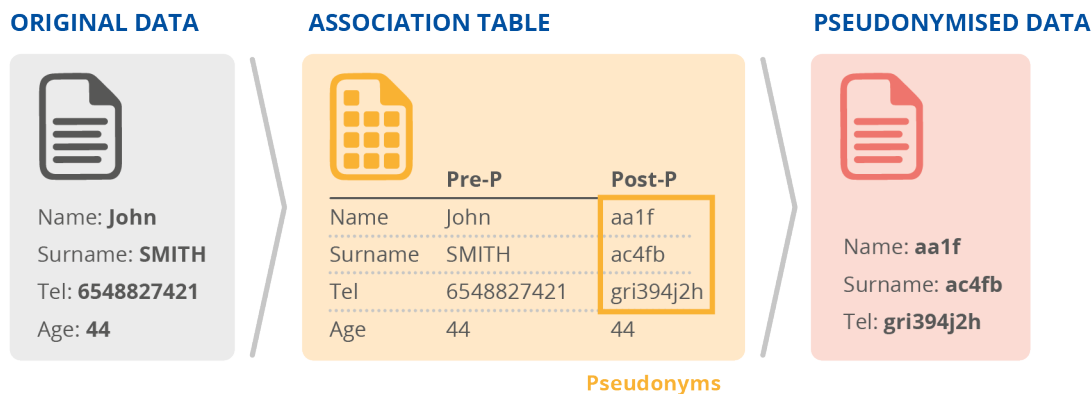 ORIGINAL DATA
Name: John
Surname: SMITH
Tel: 6548827421
Age: 44
ASSOCIATION TABLE
Pre-P Post-P
Name John aa1f
Surname SMITH ac4fb
Tel 6548827421 gri394j2h
Age 44 44
Pseudonyms
PSEUDONYMISED DATA
Name: aa1f
Surname: ac4fb
Tel: gri394j2h